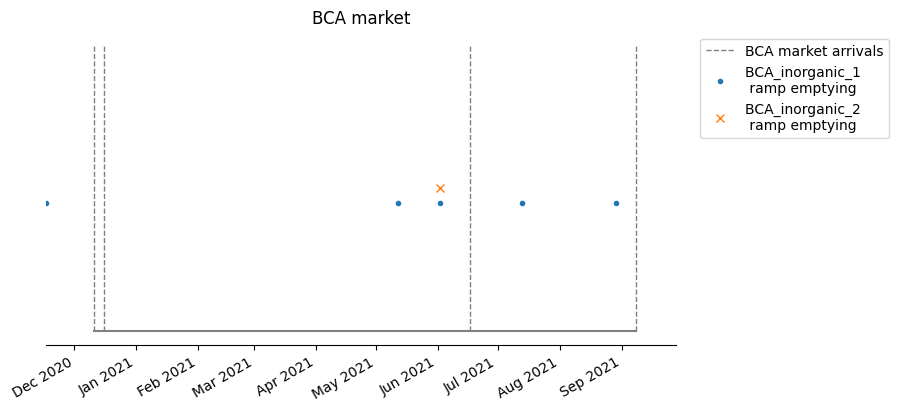 BCA market
BCA market arrivals
BCA_inorganic_1
ramp emptying
BCA_inorganic_2
ramp emptying
Dec 2020
Jan 2021
Feb 2021
Mar 2021
Apr 2021
May 2021
Jun 2021
Jul 2021
Aug 2021
Sep 2021